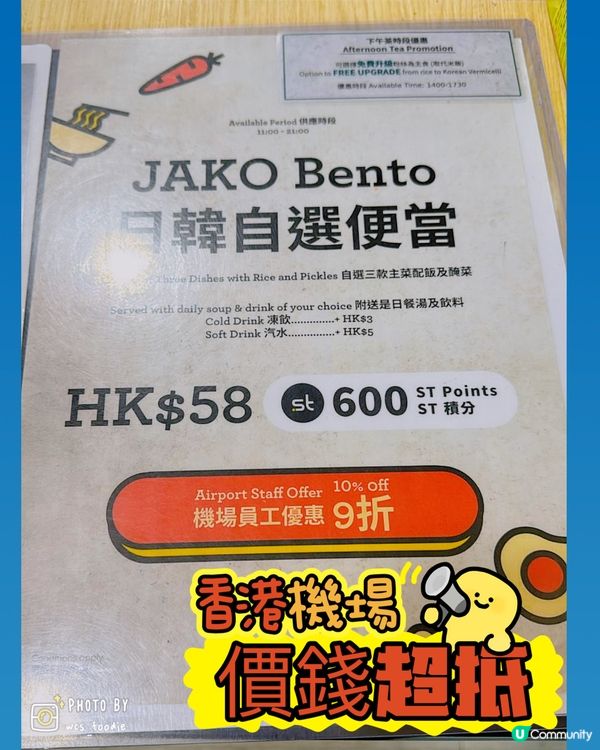 下午茶時段優惠
Afternoon Tea Promotion
可選擇免費升級粉絲為主食 (取代米飯)
Option to FREE UPGRADE from rice to Korean Vermicelli
優惠時段 Available Time: 1400-1730
Available Period 供應時段
11:00 - 21:00
JAKO Bento
日韓自選便當
Three Dishes with Rice and Pickles 自選三款主菜配飯及醃菜
Served with daily soup & drink of your choice 附送是日餐湯及飲料
Cold Drink 凍飲..............+ HK$3
Soft Drink 汽水...............+ HK$5
HK$58 st 600 ST Points
ST 積分
Airport Staff Offer 10% off
機場員工優惠 9折
香港機場
價錢超抵
Conditions apply.
PHOTO BY
wcs_foodie
U Community